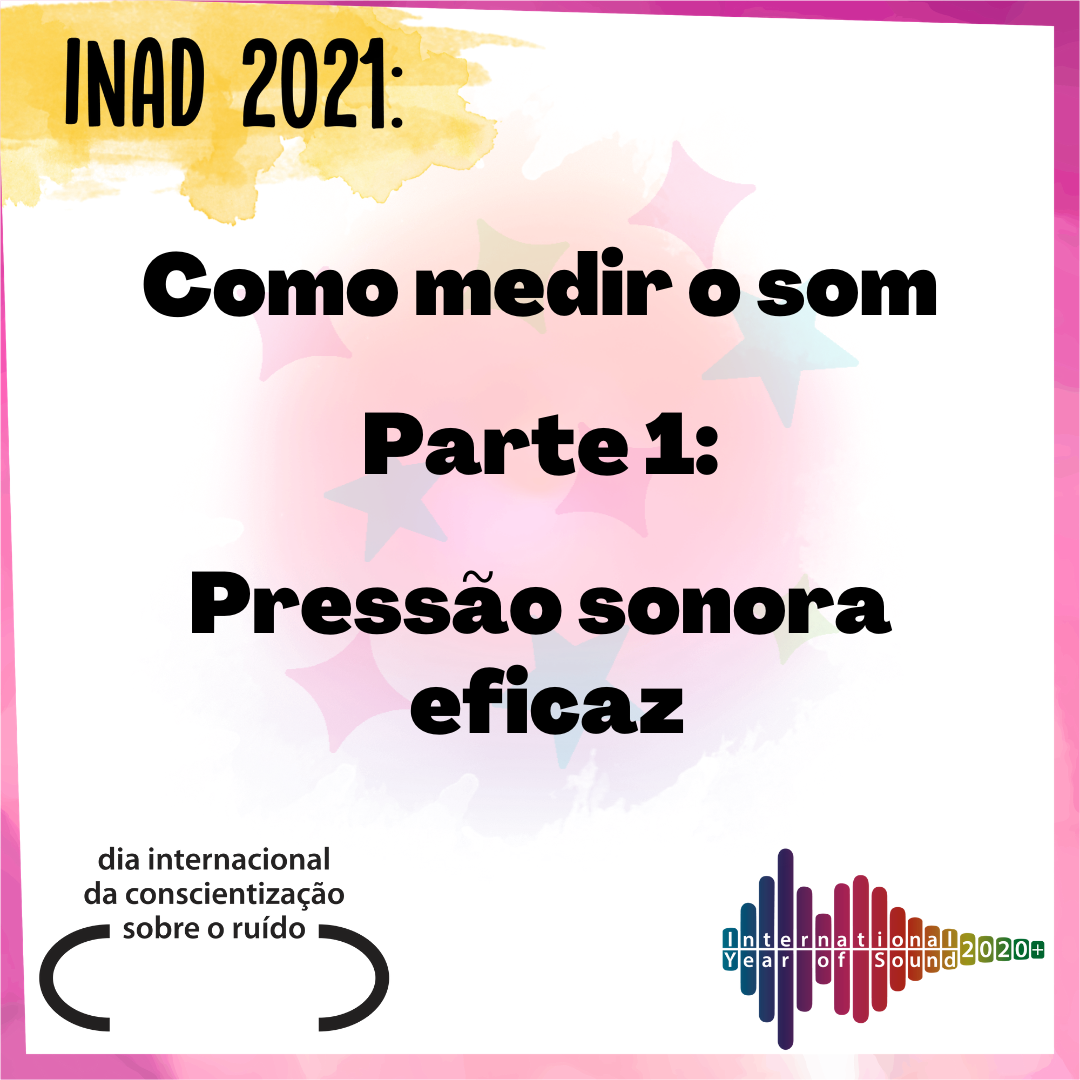 INAD 2021:
Como medir o som
Parte 1:
Pressão sonora
eficaz
dia internacional
da conscientização
sobre o ruído
International
Year of Sound 2020+